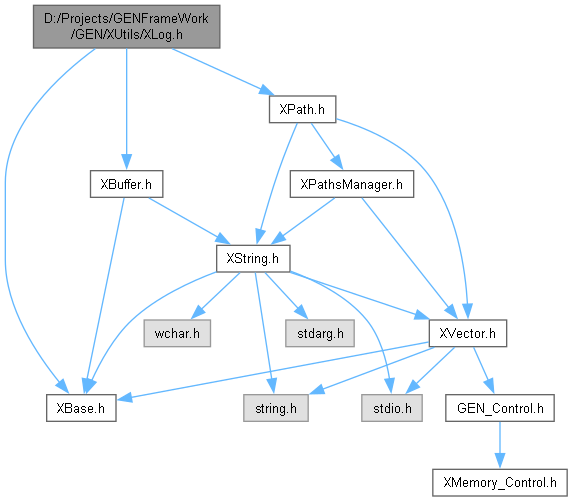 D:/Projects/GENFrameWork
/GEN/XUtils/XLog.h
XPath.h
XBuffer.h
XPathsManager.h
XString.h
wchar.h
stdarg.h
XVector.h
XBase.h
string.h
stdio.h
GEN_Control.h
XMemory_Control.h